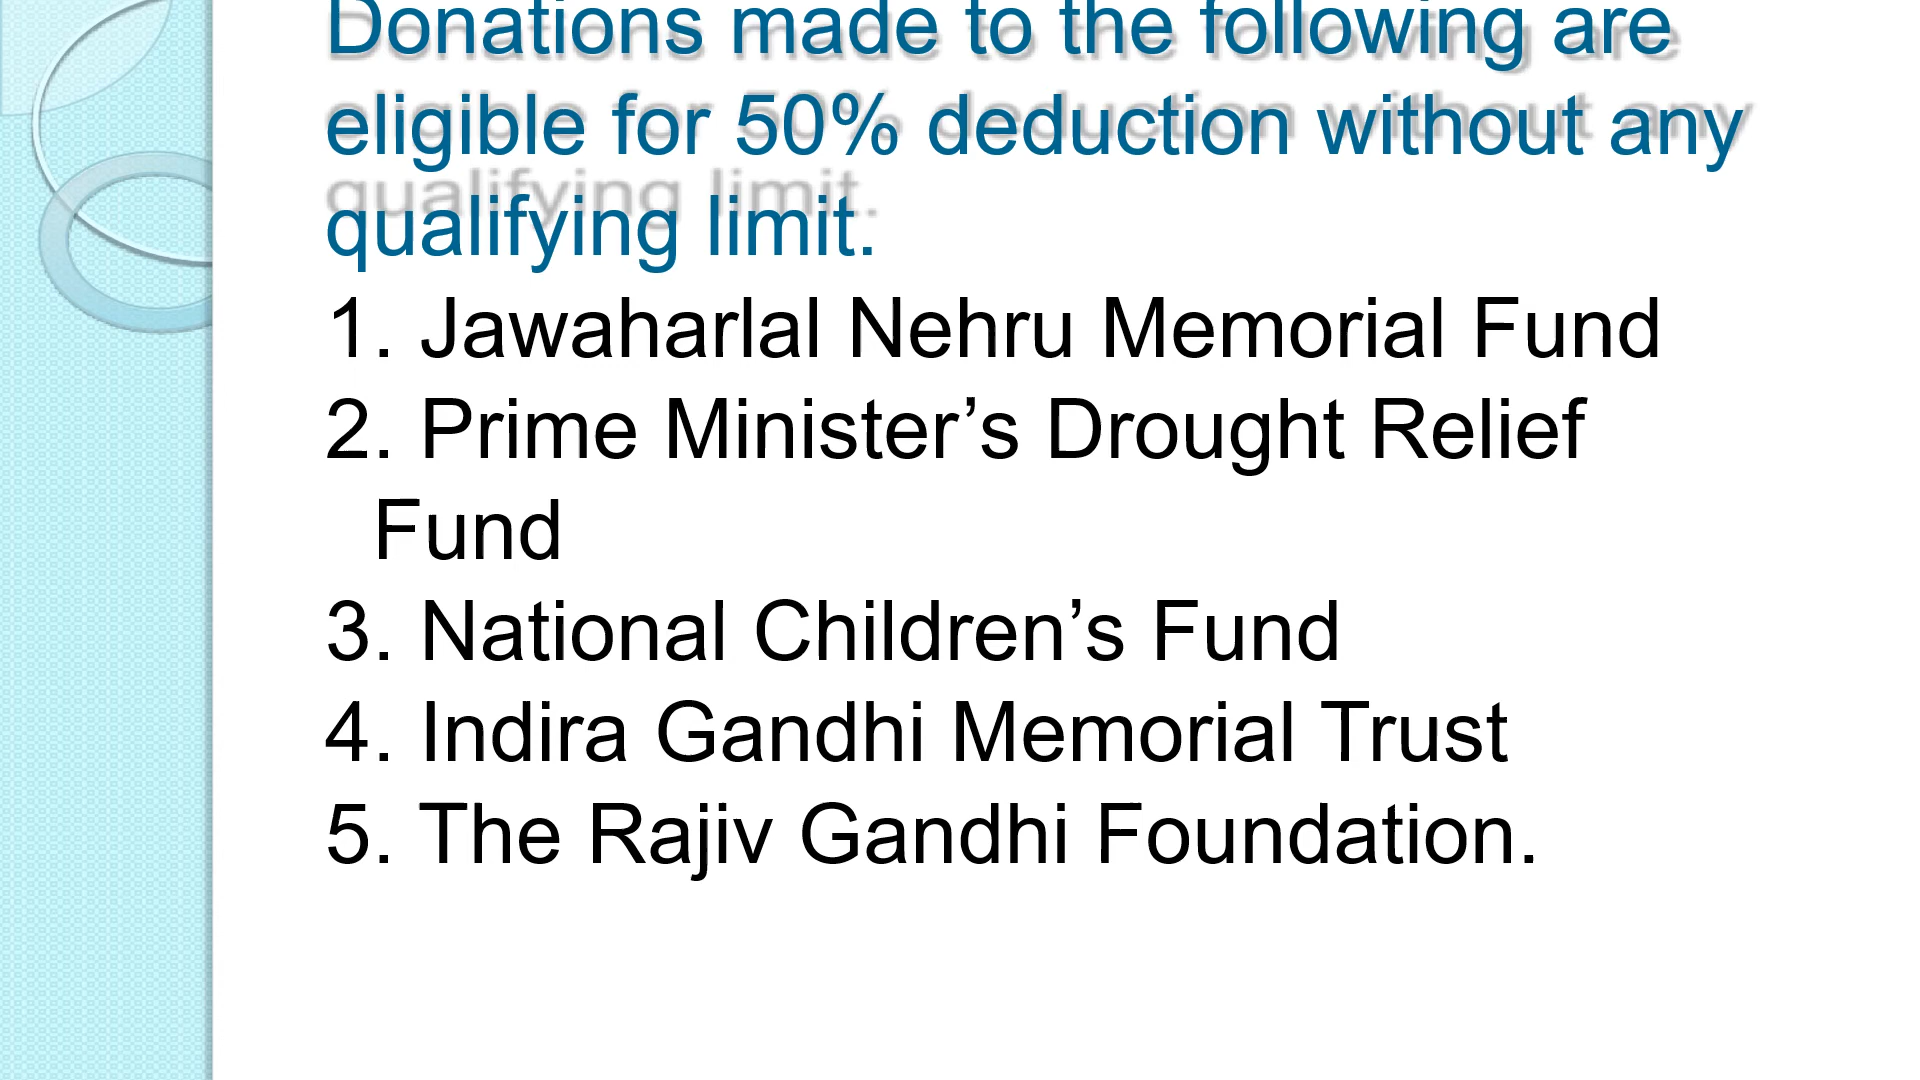 Donations made to the following are
eligible for 50% deduction without any
qualifying limit.
1. Jawaharlal Nehru Memorial Fund
2. Prime Minister’s Drought Relief
Fund
3. National Children’s Fund
4. Indira Gandhi Memorial Trust
5. The Rajiv Gandhi Foundation.